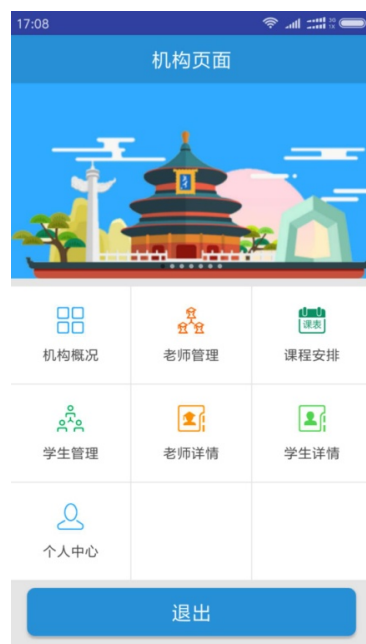 17:08
机构页面
机构概况
老师管理
课表
课程安排
学生管理
老师详情
学生详情
个人中心
退出